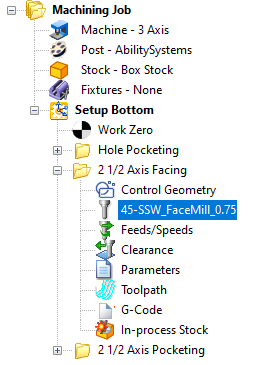 Machining Job
Machine - 3 Axis
Post - AbilitySystems
Stock - Box Stock
Fixtures - None
Setup Bottom
Work Zero
Hole Pocketing
2 1/2 Axis Facing
Control Geometry
45-SSW_FaceMill_0.75
Feeds/Speeds
Clearance
Parameters
Toolpath
G-Code
In-process Stock
2 1/2 Axis Pocketing